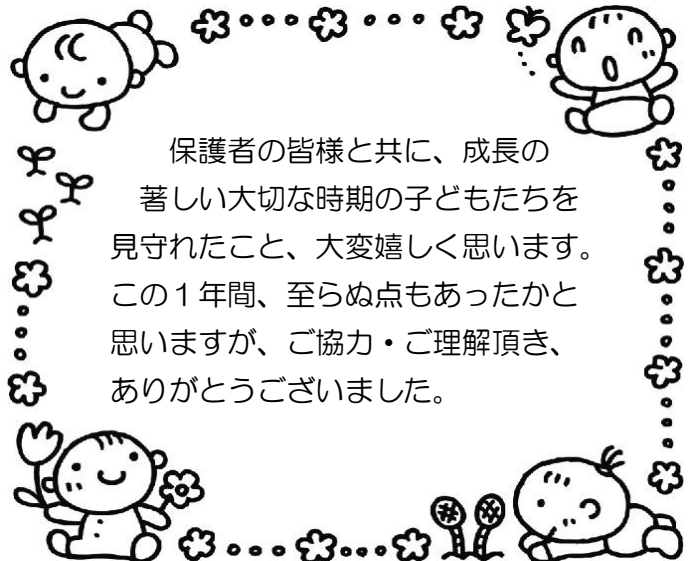 保護者の皆様と共に、成長の
著しい大切な時期の子どもたちを
見守れたこと、大変嬉しく思います。
この１年間、至らぬ点もあったかと
思いますが、ご協力・ご理解頂き、
ありがとうございました。